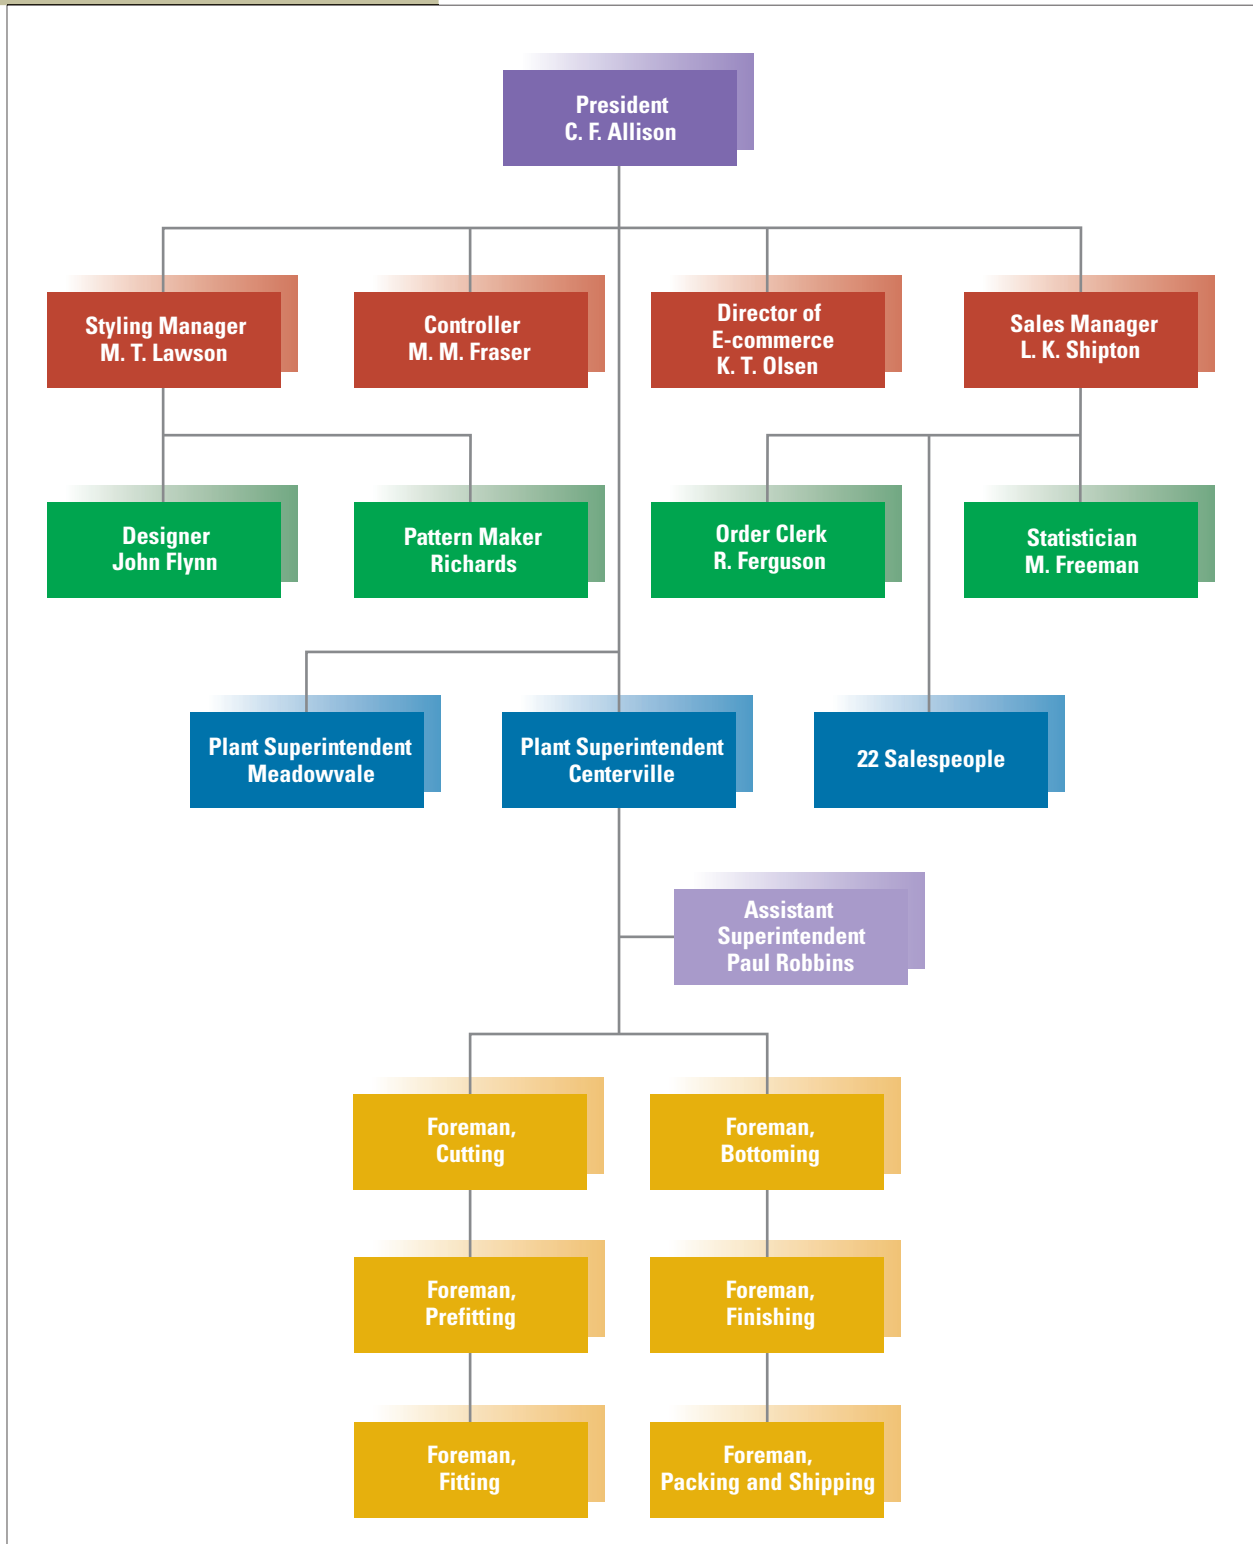 President
C. F. Allison
Styling Manager
M. T. Lawson
Controller
M. M. Fraser
Director of
E-commerce
K. T. Olsen
Sales Manager
L. K. Shipton
Designer
John Flynn
Pattern Maker
Richards
Order Clerk
R. Ferguson
Statistician
M. Freeman
Plant Superintendent
Meadowvale
Plant Superintendent
Centerville
22 Salespeople
Assistant
Superintendent
Paul Robbins
Foreman,
Cutting
Foreman,
Bottoming
Foreman,
Prefitting
Foreman,
Finishing
Foreman,
Fitting
Foreman,
Packing and Shipping